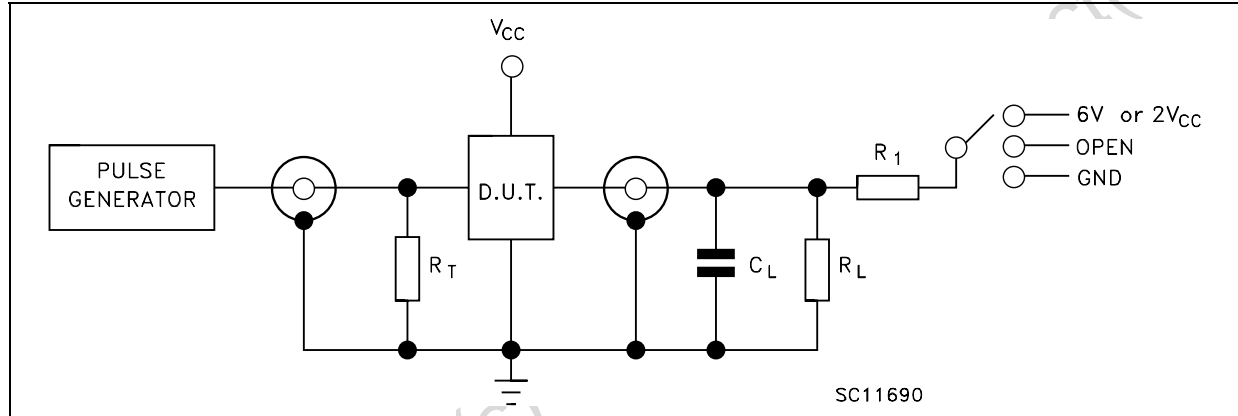 VCC
PULSE
GENERATOR
D.U.T.
RT
CL
RL
R1
6V or 2VCC
OPEN
GND
SC11690